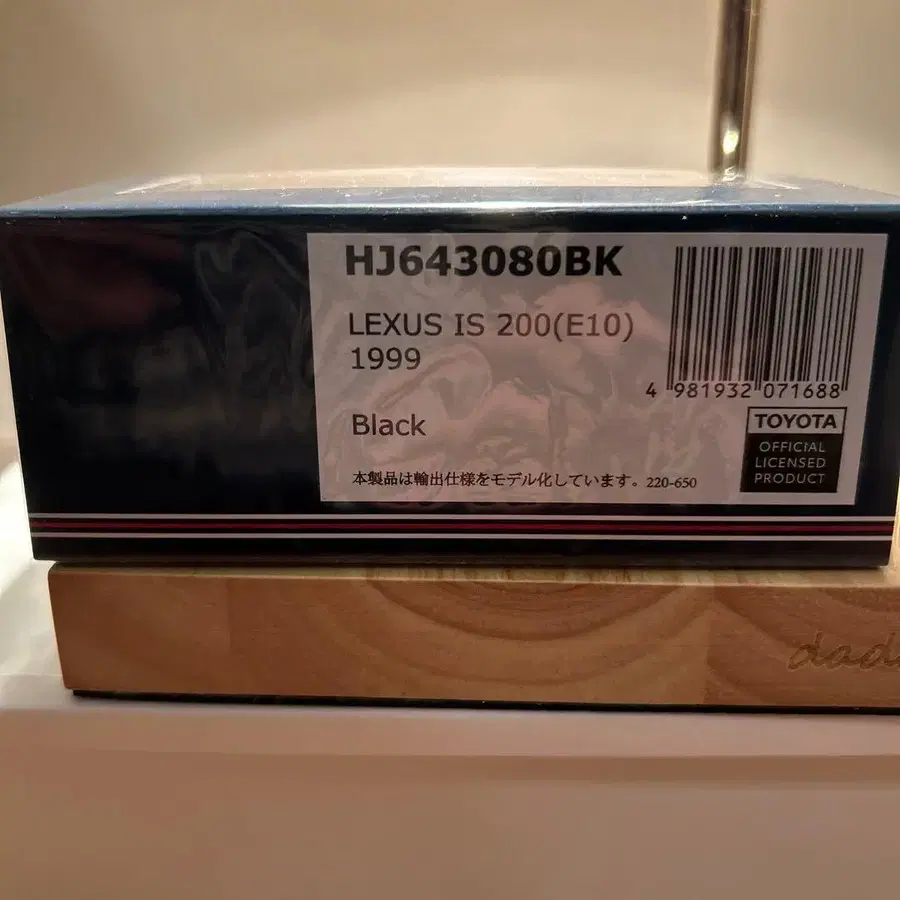 HJ643080BK
LEXUS IS 200(E10)
1999
Black
本製品は輸出仕様をモデル化しています。220-650
4 981932 071688
TOYOTA
OFFICIAL
LICENSED
PRODUCT